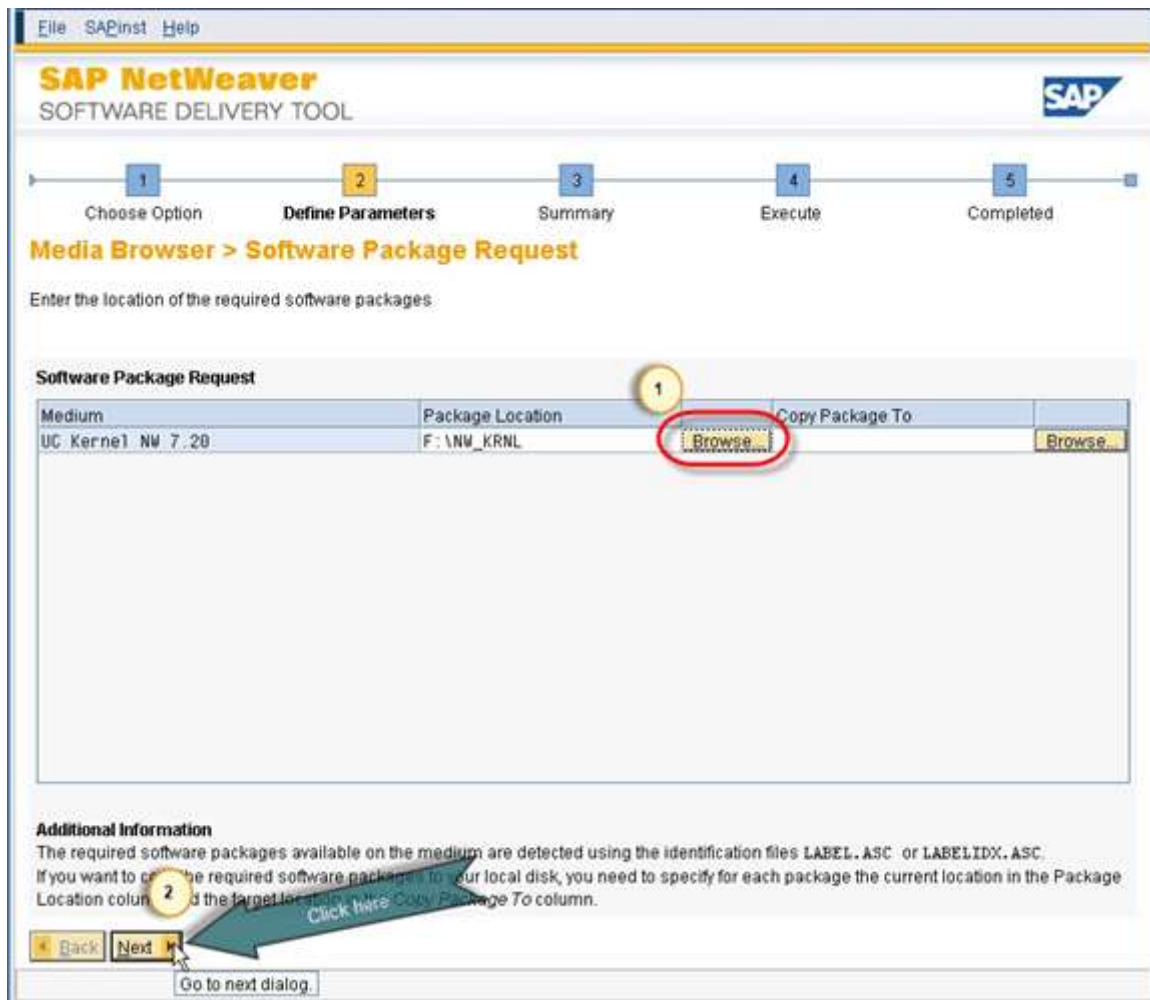 File SAPinst Help
SAP NetWeaver
SOFTWARE DELIVERY TOOL
SAP
1 2 3 4 5
Choose Option Define Parameters Summary Execute Completed
Media Browser > Software Package Request
Enter the location of the required software packages
Software Package Request
1
Medium Package Location Copy Package To
UC Kernel NW 7.20 F:\NW_KRNL Browse... Browse...
Additional Information
The required software packages available on the medium are detected using the identification files LABEL.ASC or LABELIDX.ASC.
If you want to the required software packages to your local disk, you need to specify for each package the current location in the Package
Location the target location Copy Package To column.
2
Click here
Back Next
Go to next dialog.